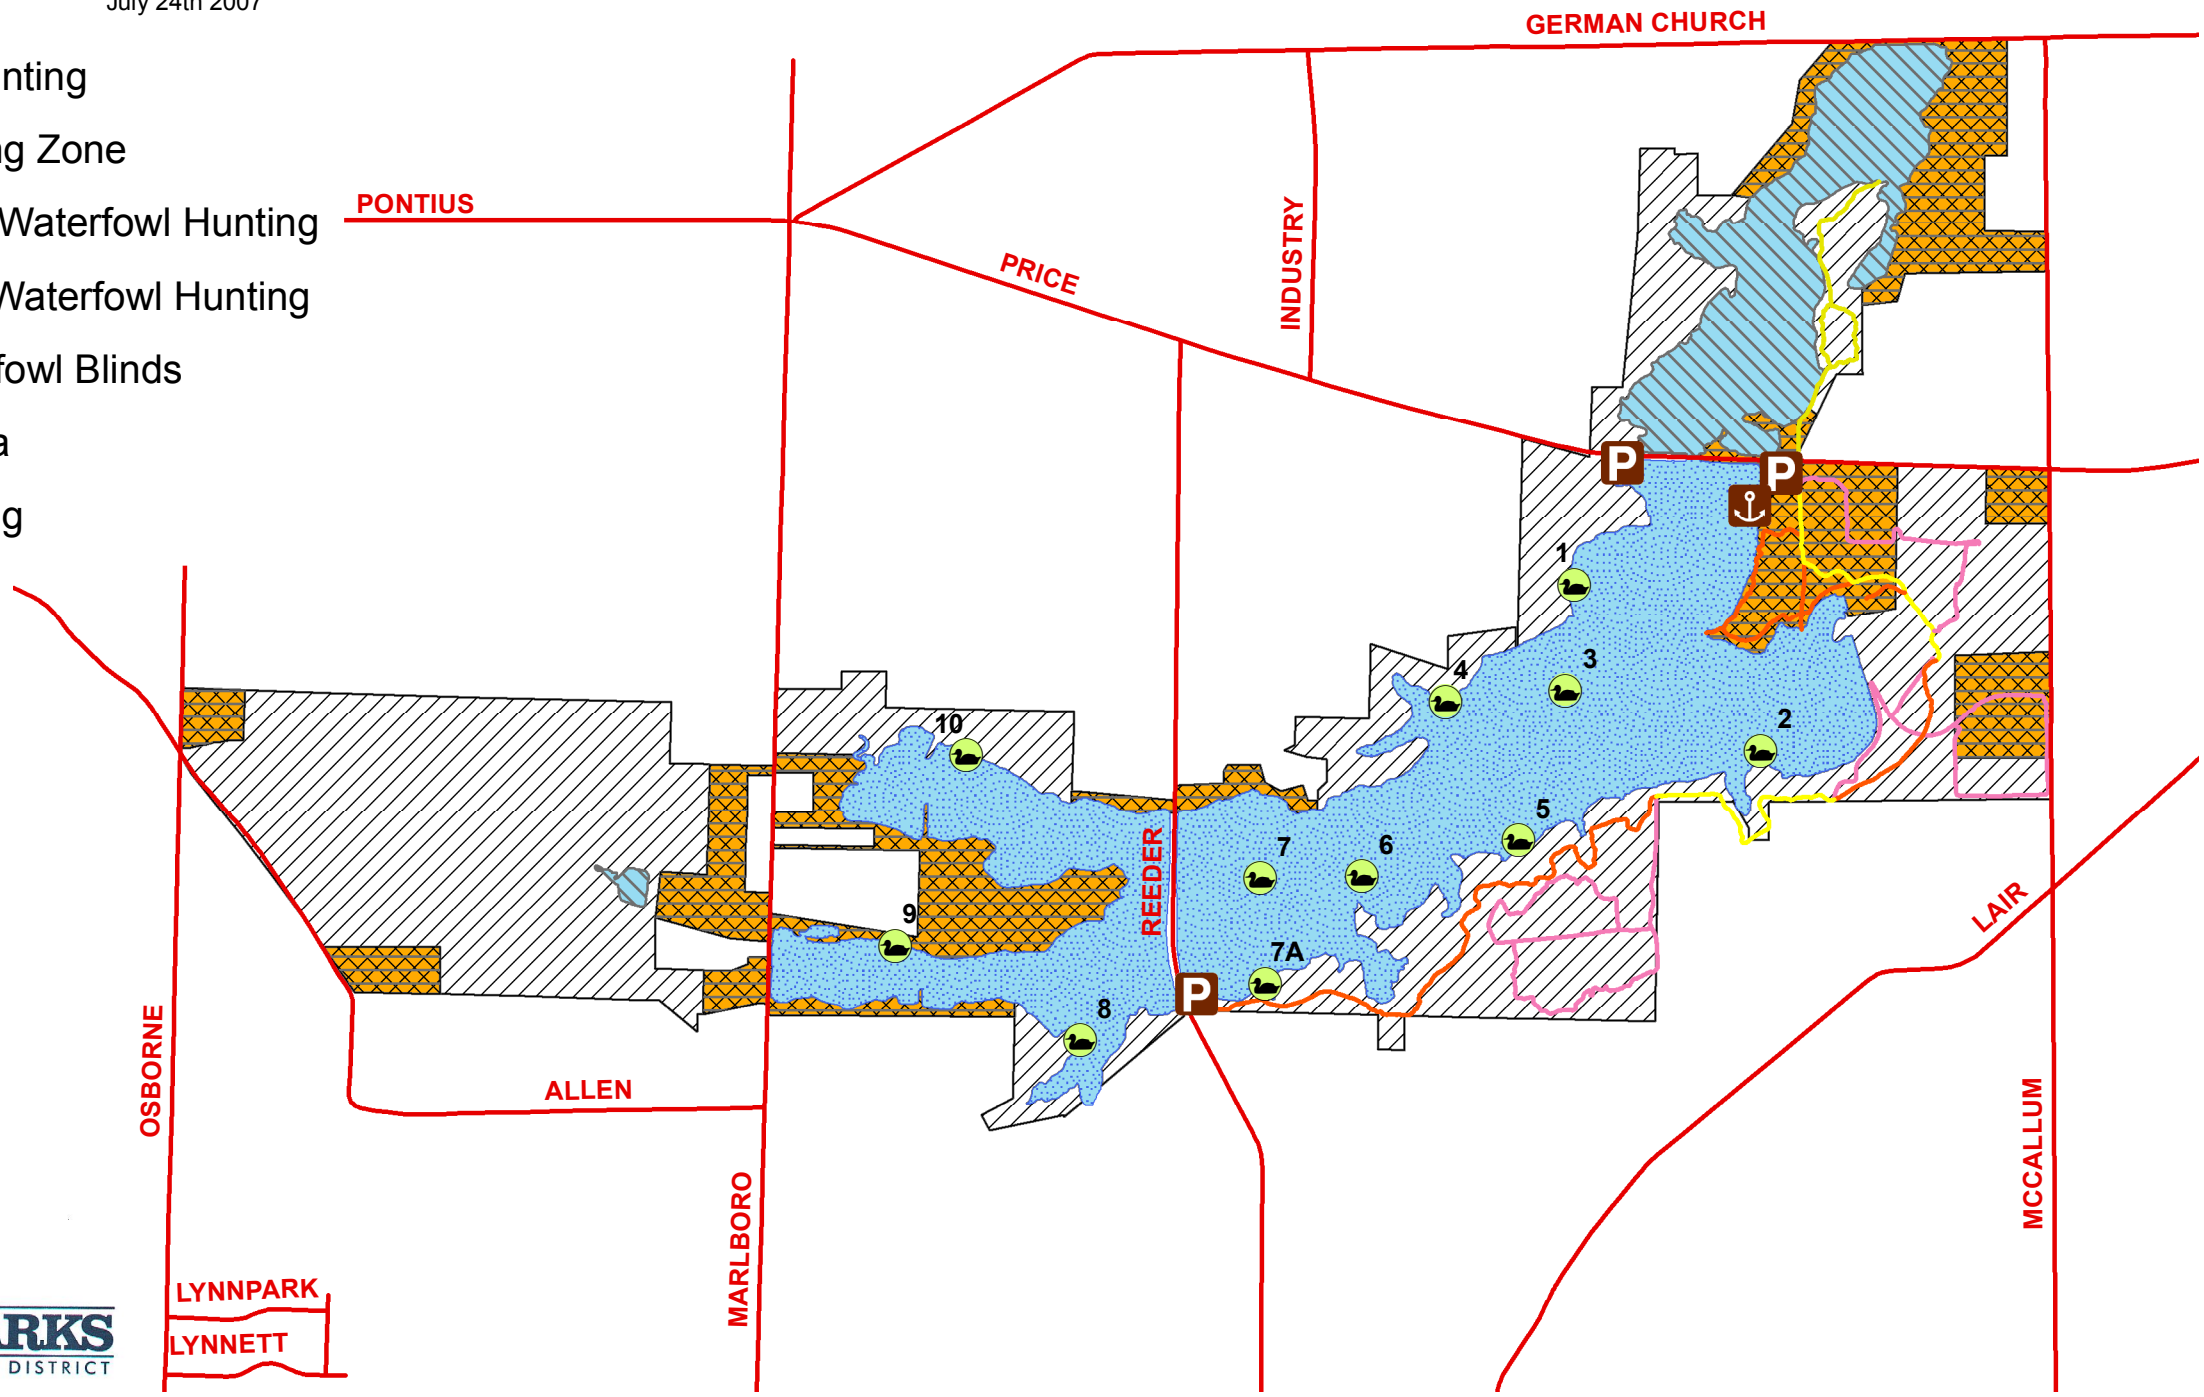 July 24th 2007
nting
g Zone
Waterfowl Hunting
Waterfowl Hunting
fowl Blinds
a
g
GERMAN CHURCH
PONTIUS
PRICE
INDUSTRY
P
P
1
3
4
2
10
5
7
6
REEDER
9
7A
P
8
LAIR
OSBORNE
ALLEN
MCCALLUM
MARLBORO
LYNNPARK
LYNNETT
ARKS
DISTRICT